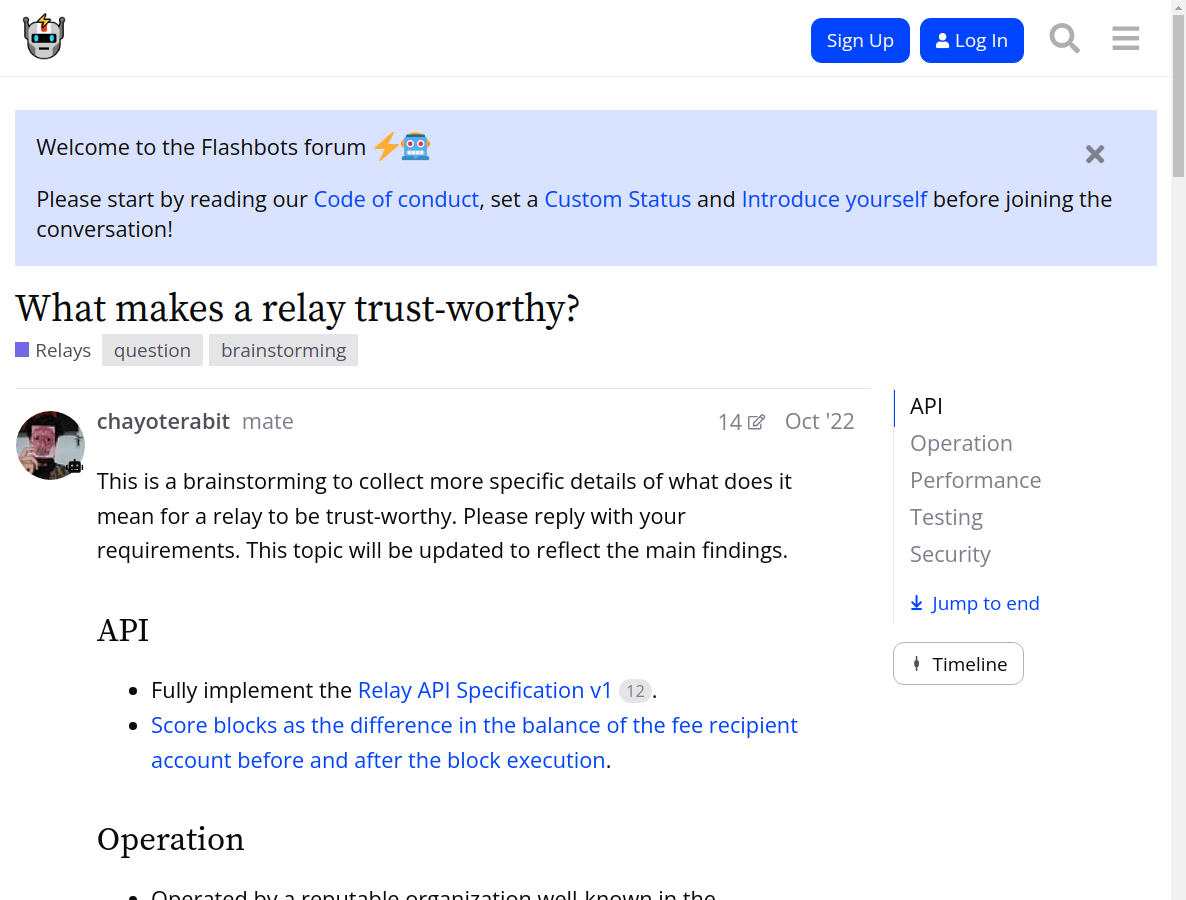 Sign Up
Log In
Welcome to the Flashbots forum
Please start by reading our Code of conduct, set a Custom Status and Introduce yourself before joining the
conversation!
What makes a relay trust-worthy?
Relays question brainstorming
chayoterabit mate 14 Oct '22
This is a brainstorming to collect more specific details of what does it
mean for a relay to be trust-worthy. Please reply with your
requirements. This topic will be updated to reflect the main findings.
API
• Fully implement the Relay API Specification v1 12 .
• Score blocks as the difference in the balance of the fee recipient
account before and after the block execution.
Operation
• Operated by a reputable organization well-known in the
API
Operation
Performance
Testing
Security
Jump to end
Timeline